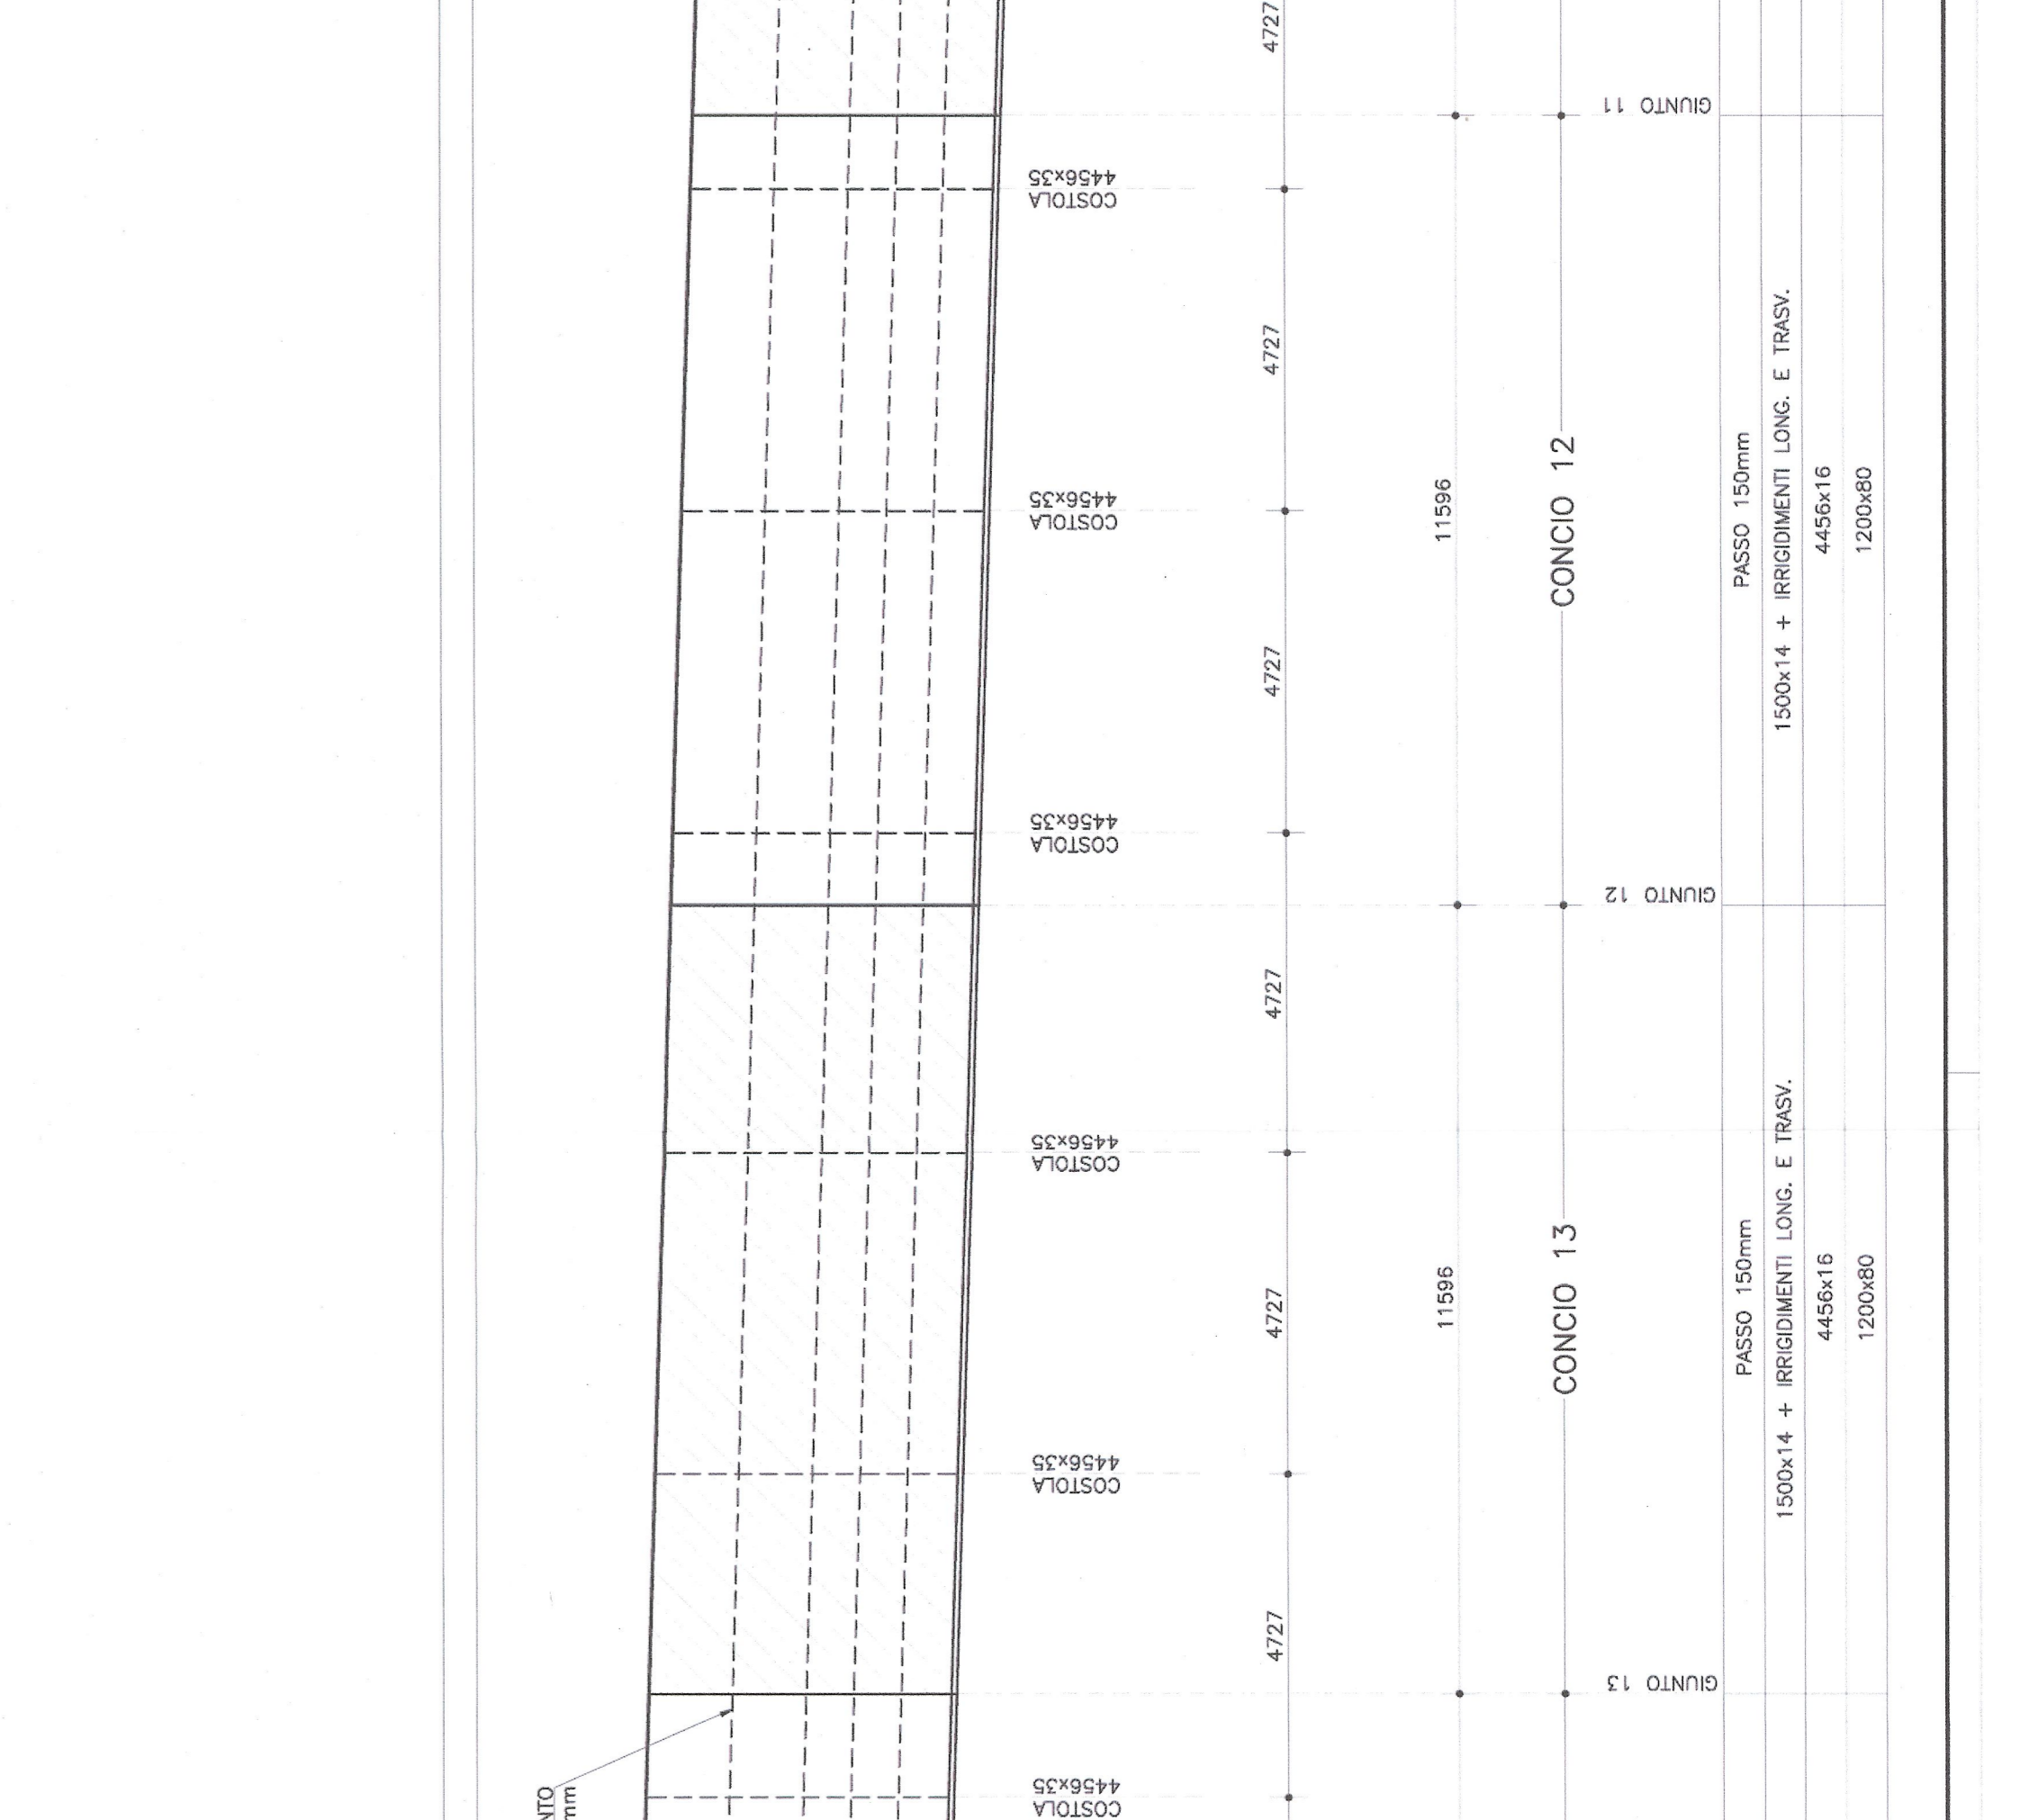 4727
GIUNTO 11
COSTOLA
4456x35
4727
COSTOLA
4456x35
11596
CONCIO 12
PASSO 150mm
1500x14 + IRRIGIDIMENTI LONG. E TRASV.
4456x16
1200x80
4727
COSTOLA
4456x35
GIUNTO 12
4727
COSTOLA
4456x35
4727
11596
CONCIO 13
PASSO 150mm
1500x14 + IRRIGIDIMENTI LONG. E TRASV.
4456x16
1200x80
COSTOLA
4456x35
4727
GIUNTO 13
COSTOLA
4456x35
mm